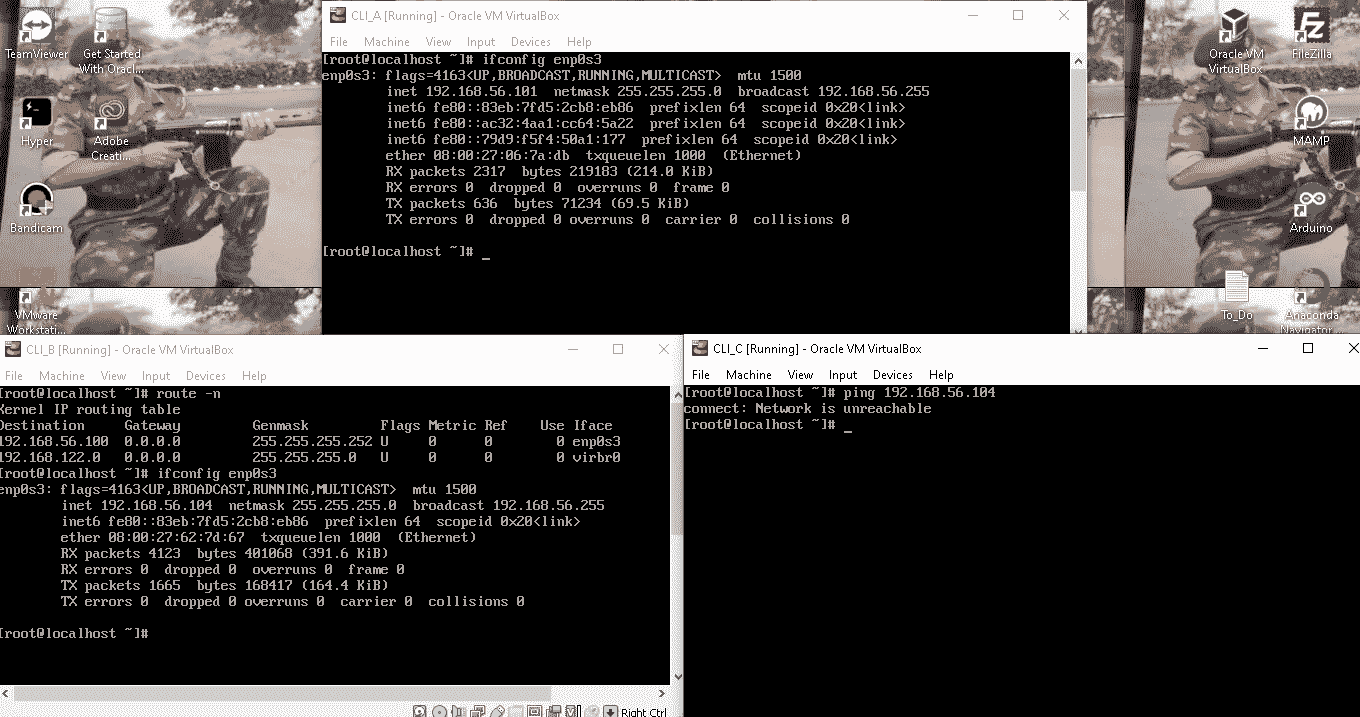 TeamViewer
Get Started
With Oracl...
Hyper
Adobe
Creati...
Bandicam
VMware
Workstati...
CLI_A [Running] - Oracle VM VirtualBox
File Machine View Input Devices Help
[root@localhost ~]# ifconfig enp0s3
enp0s3: flags=4163<UP,BROADCAST,RUNNING,MULTICAST>  mtu 1500
inet 192.168.56.101  netmask 255.255.255.0  broadcast 192.168.56.255
inet6 fe80::83eb:7fd5:2cb8:eb86  prefixlen 64  scopeid 0x20<link>
inet6 fe80::ac32:4aa1:cc64:5a22  prefixlen 64  scopeid 0x20<link>
inet6 fe80::79d9:f5f4:50a1:177  prefixlen 64  scopeid 0x20<link>
ether 08:00:27:06:7a:db  txqueuelen 1000  (Ethernet)
RX packets 2317  bytes 219183 (214.0 KiB)
RX errors 0  dropped 0  overruns 0  frame 0
TX packets 636  bytes 71234 (69.5 KiB)
TX errors 0  dropped 0 overruns 0  carrier 0  collisions 0
[root@localhost ~]# _
Oracle VM
VirtualBox
FileZilla
MAMP
Arduino
To_Do
Anaconda
Navigator...
CLI_B [Running] - Oracle VM VirtualBox
File Machine View Input Devices Help
[root@localhost ~]# route -n
Kernel IP routing table
Destination     Gateway         Genmask         Flags Metric Ref    Use Iface
192.168.56.100  0.0.0.0         255.255.255.252 U     0      0        0 enp0s3
192.168.122.0   0.0.0.0         255.255.255.0   U     0      0        0 virbr0
[root@localhost ~]# ifconfig enp0s3
enp0s3: flags=4163<UP,BROADCAST,RUNNING,MULTICAST>  mtu 1500
inet 192.168.56.104  netmask 255.255.255.0  broadcast 192.168.56.255
inet6 fe80::83eb:7fd5:2cb8:eb86  prefixlen 64  scopeid 0x20<link>
ether 08:00:27:62:7d:67  txqueuelen 1000  (Ethernet)
RX packets 4123  bytes 401068 (391.6 KiB)
RX errors 0  dropped 0  overruns 0  frame 0
TX packets 1665  bytes 168417 (164.4 KiB)
TX errors 0  dropped 0 overruns 0  carrier 0  collisions 0
[root@localhost ~]#
Right Ctrl
CLI_C [Running] - Oracle VM VirtualBox
File Machine View Input Devices Help
[root@localhost ~]# ping 192.168.56.104
connect: Network is unreachable
[root@localhost ~]# _